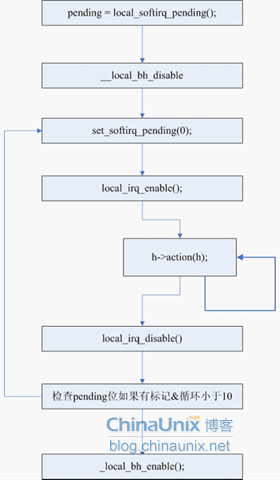 pending = local_softirq_pending();
__local_bh_disable
set_softirq_pending(0);
local_irq_enable();
h->action(h);
local_irq_disable()
检查pending位如果有标记&循环小于10
ChinaUnix.net 博客
blog.chinaunix.net
_local_bh_enable();